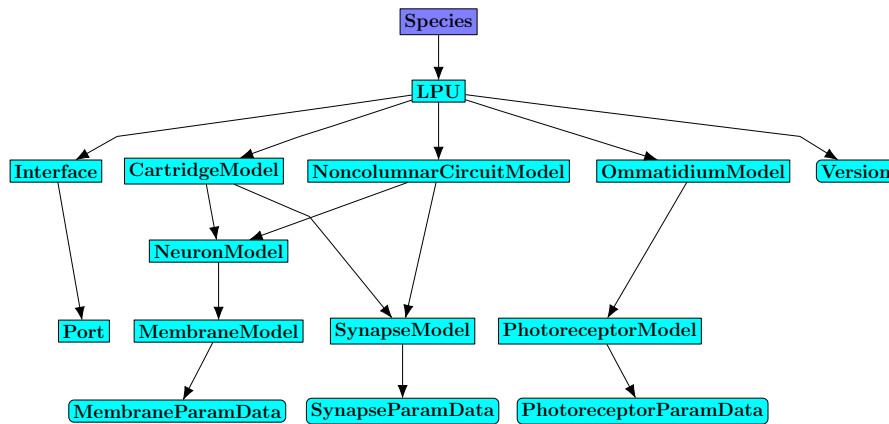 Species
LPU
Interface
CartridgeModel
NoncolumnarCircuitModel
OmmatidiumModel
Version
NeuronModel
Port
MembraneModel
SynapseModel
PhotoreceptorModel
MembraneParamData
SynapseParamData
PhotoreceptorParamData